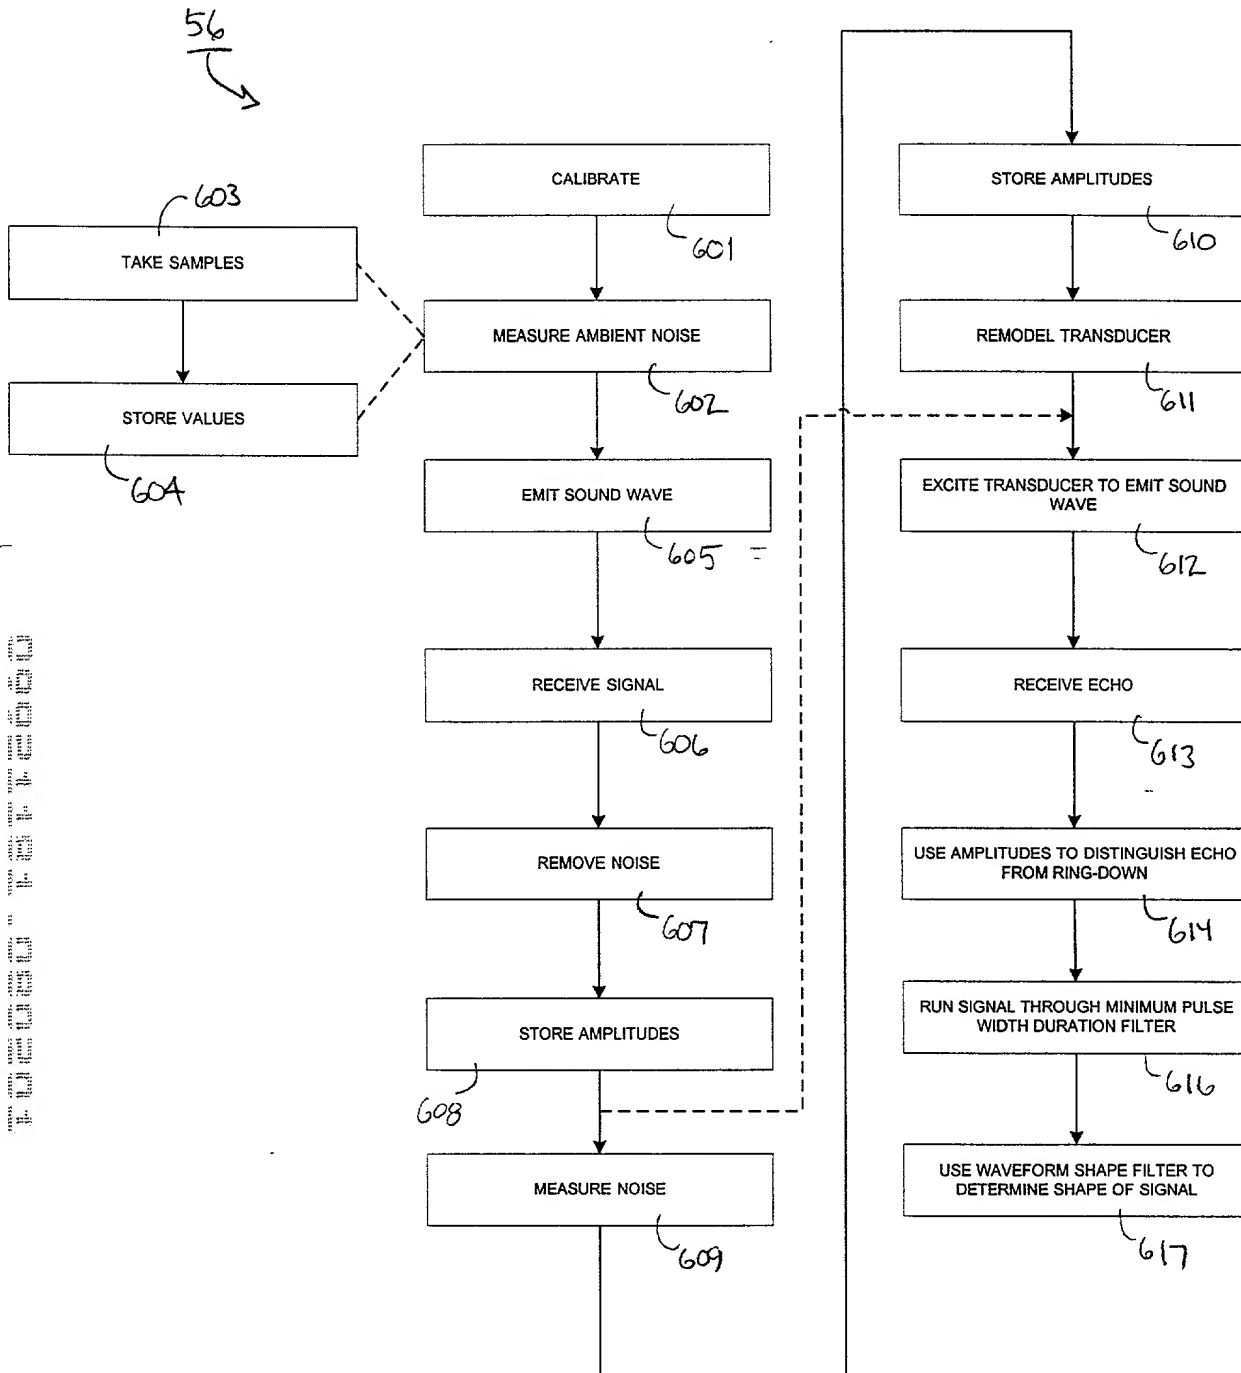 56
CALIBRATE
601
603
TAKE SAMPLES
MEASURE AMBIENT NOISE
602
STORE VALUES
604
EMIT SOUND WAVE
605
RECEIVE SIGNAL
606
REMOVE NOISE
607
STORE AMPLITUDES
608
MEASURE NOISE
609
STORE AMPLITUDES
610
REMODEL TRANSDUCER
611
EXCITE TRANSDUCER TO EMIT SOUND
WAVE
612
RECEIVE ECHO
613
USE AMPLITUDES TO DISTINGUISH ECHO
FROM RING-DOWN
614
RUN SIGNAL THROUGH MINIMUM PULSE
WIDTH DURATION FILTER
616
USE WAVEFORM SHAPE FILTER TO
DETERMINE SHAPE OF SIGNAL
617